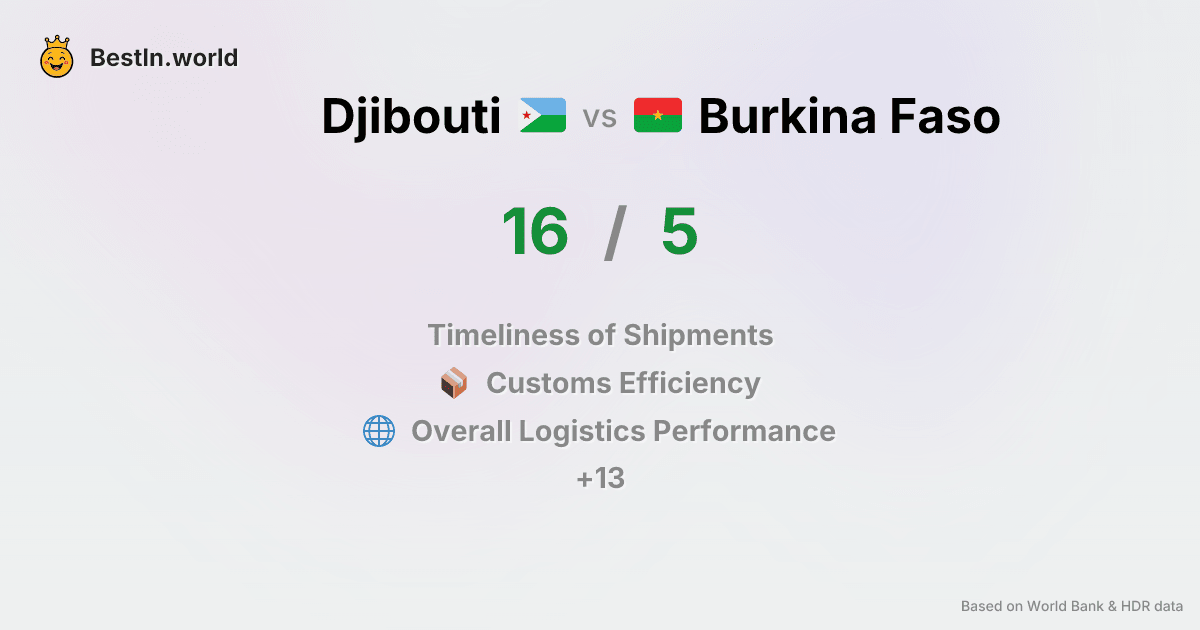 BestIn.world
Djibouti vs Burkina Faso
16 / 5
Timeliness of Shipments
Customs Efficiency
Overall Logistics Performance
+13
Based on World Bank & HDR data